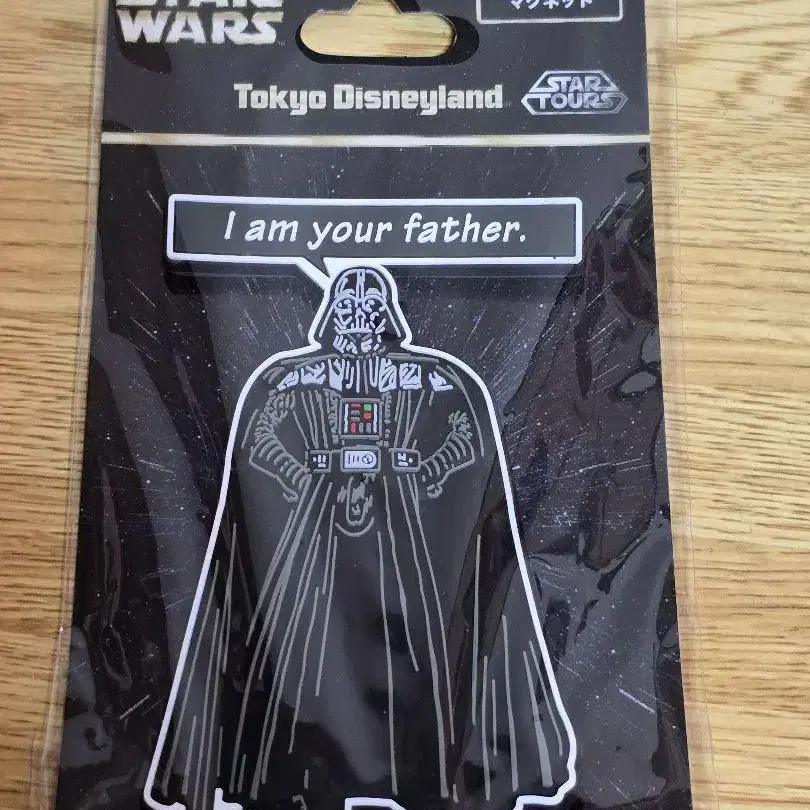 STAR
WARS
マグネット
Tokyo Disneyland
STAR
TOURS
I am your father.